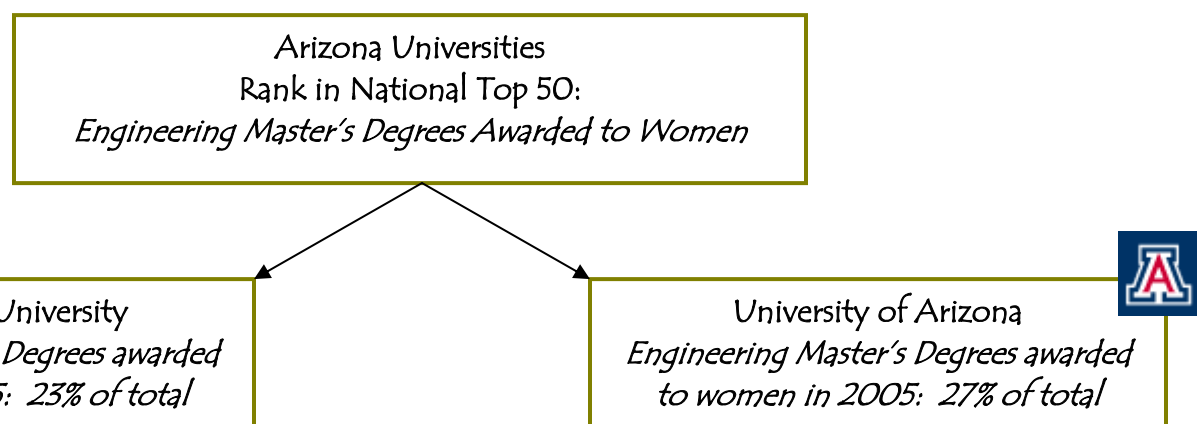 Arizona Universities
Rank in National Top 50:
Engineering Master's Degrees Awarded to Women
University
Degrees awarded
5: 23% of total
University of Arizona
Engineering Master's Degrees awarded
to women in 2005: 27% of total
A